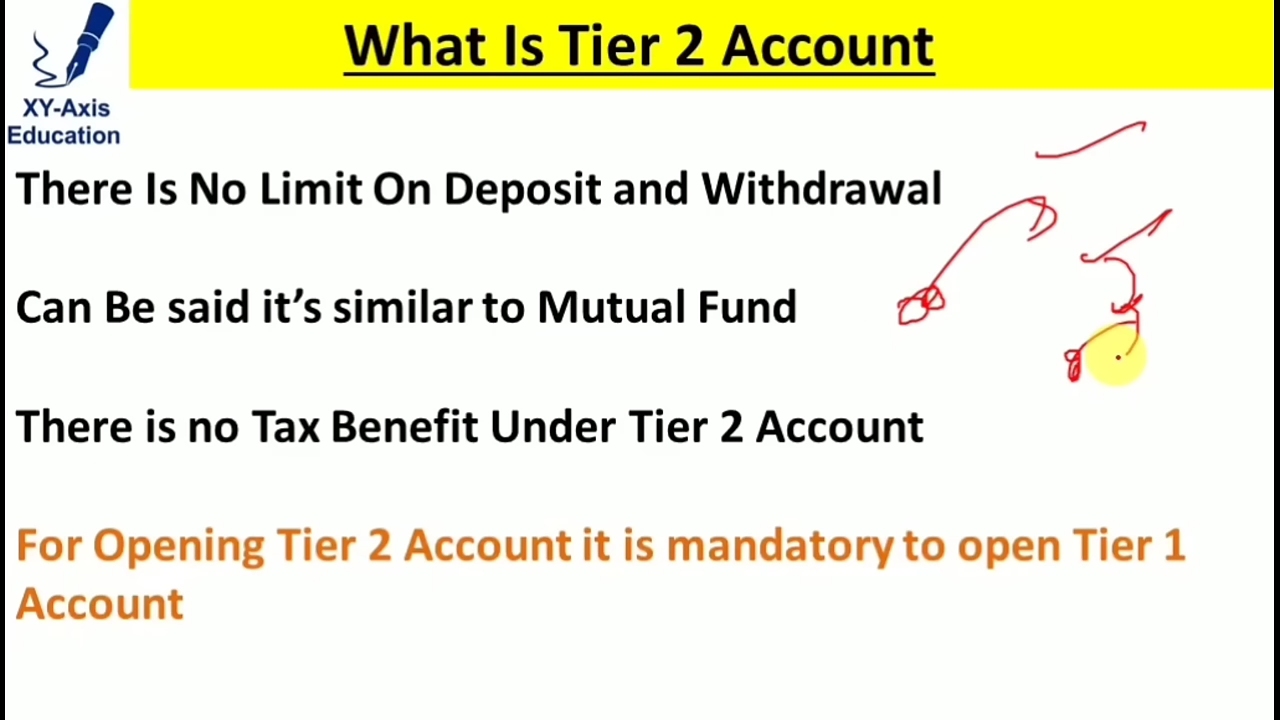 What Is Tier 2 Account
XY-Axis
Education
There Is No Limit On Deposit and Withdrawal
Can Be said it’s similar to Mutual Fund
There is no Tax Benefit Under Tier 2 Account
For Opening Tier 2 Account it is mandatory to open Tier 1
Account